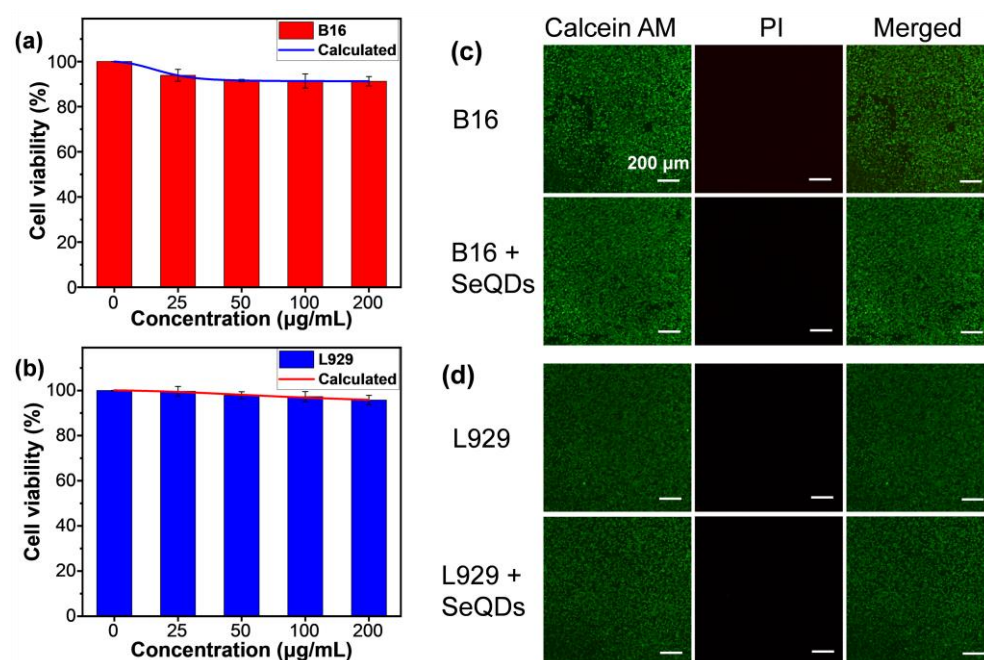 (a)
B16
Calculated
Cell viability (%)
120
100
80
60
40
20
0
0 25 50 100 200
Concentration (µg/mL)
(b)
L929
Calculated
Cell viability (%)
120
100
80
60
40
20
0
0 25 50 100 200
Concentration (µg/mL)
Calcein AM PI Merged
(c)
B16
200 µm
B16 +
SeQDs
(d)
L929
L929 +
SeQDs